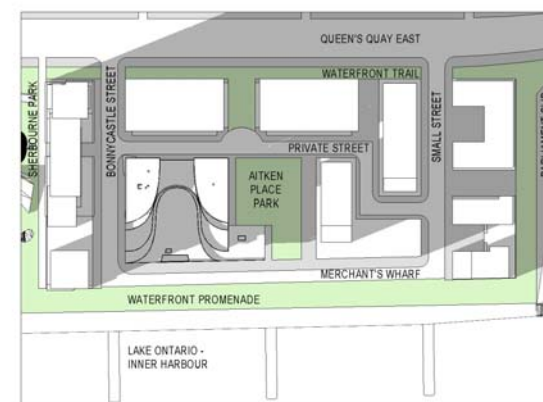 QUEEN'S QUAY EAST
WATERFRONT TRAIL
SHERBOURNE PARK
BONNYCASTLE STREET
SMALL STREET
PRIVATE STREET
AITKEN
PLACE
PARK
MERCHANT'S WHARF
WATERFRONT PROMENADE
LAKE ONTARIO -
INNER HARBOUR